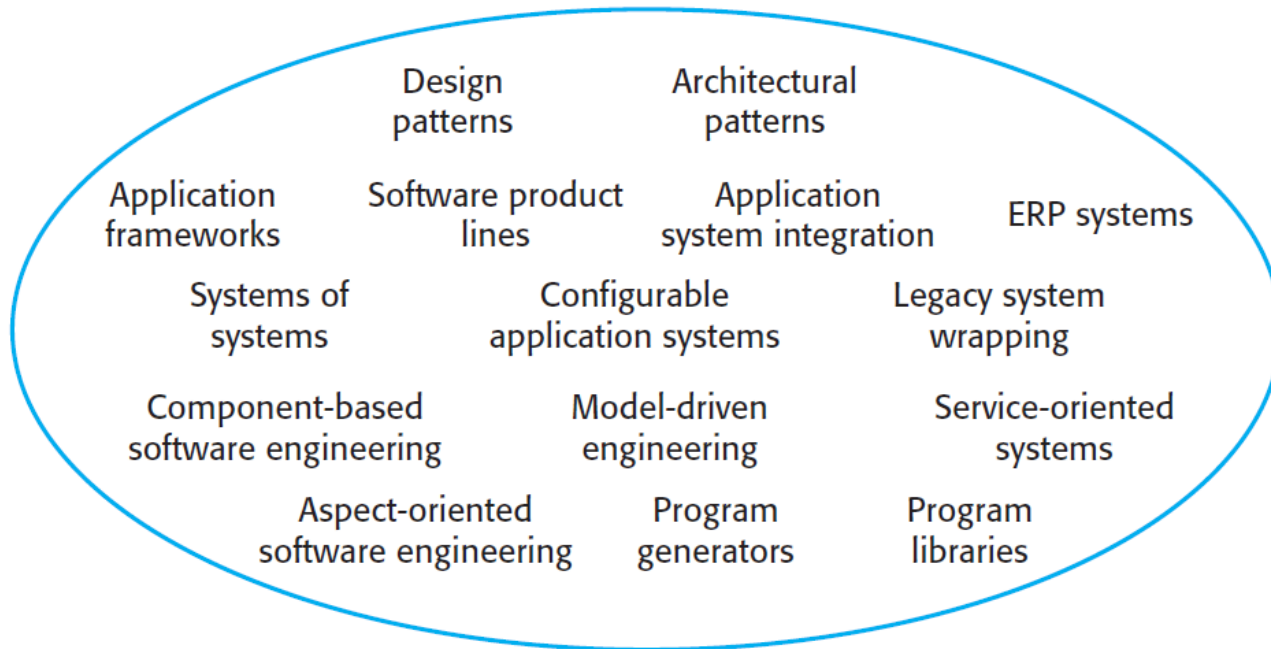 Design
patterns
Architectural
patterns
Application
frameworks
Software product
lines
Application
system integration
ERP systems
Systems of
systems
Configurable
application systems
Legacy system
wrapping
Component-based
software engineering
Model-driven
engineering
Service-oriented
systems
Aspect-oriented
software engineering
Program
generators
Program
libraries